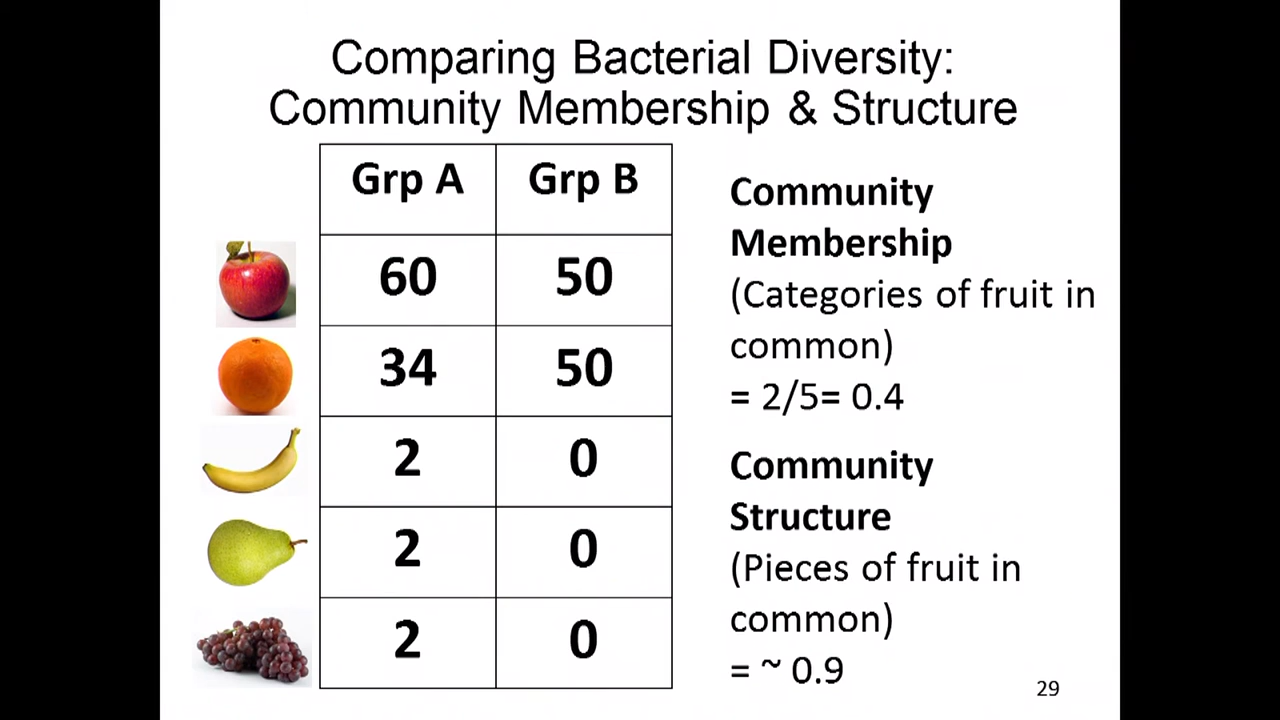 Comparing Bacterial Diversity:
Community Membership & Structure
Grp A Grp B
60 50
34 50
2 0
2 0
2 0
Community
Membership
(Categories of fruit in
common)
= 2/5= 0.4
Community
Structure
(Pieces of fruit in
common)
= ~ 0.9
29